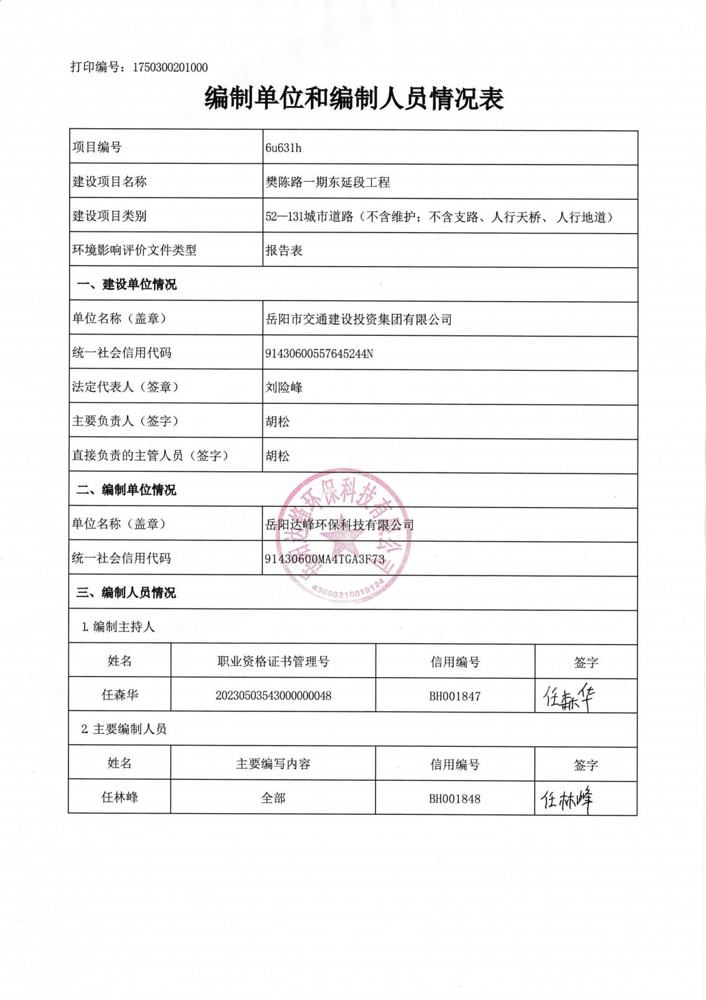 打印编号：1750300201000
编制单位和编制人员情况表
项目编号 6u631h
建设项目名称 樊陈路一期东延段工程
建设项目类别 52—131城市道路（不含维护；不含支路、人行天桥、人行地道）
环境影响评价文件类型 报告表
一、建设单位情况
单位名称（盖章） 岳阳市交通建设投资集团有限公司
统一社会信用代码 91430600557645244N
法定代表人（签章） 刘险峰
主要负责人（签字） 胡松
直接负责的主管人员（签字） 胡松
二、编制单位情况
单位名称（盖章） 岳阳达峰环保科技有限公司
统一社会信用代码 91430600MA4TGA3F73
岳阳达峰环保科技有限公司
43060210019124
三、编制人员情况
1.编制主持人
姓名 职业资格证书管理号 信用编号 签字
任森华 20230503543000000048 BH001847 任森华
2.主要编制人员
姓名 主要编写内容 信用编号 签字
任林峰 全部 BH001848 任林峰